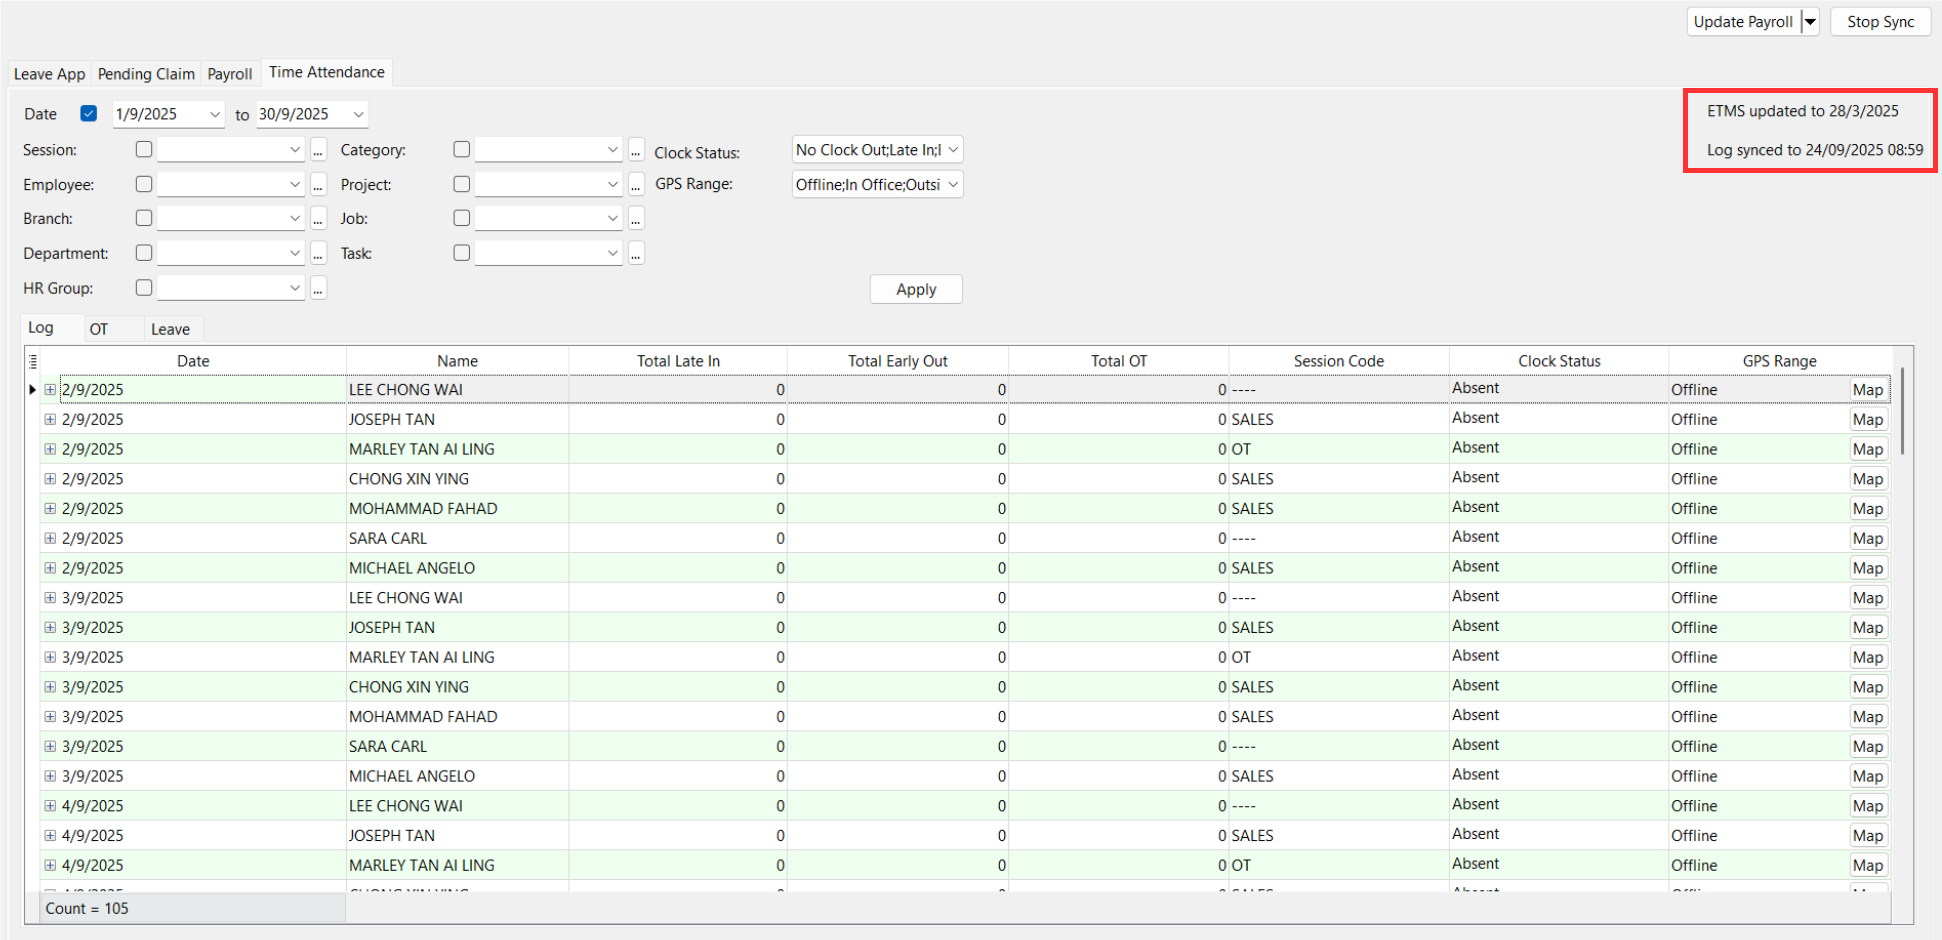 Update Payroll Stop Sync
Leave App Pending Claim Payroll Time Attendance
Date 1/9/2025 to 30/9/2025
ETMS updated to 28/3/2025
Session: ... Category: ... Clock Status: No Clock Out;Late In;
Log synced to 24/09/2025 08:59
Employee: ... Project: ... GPS Range: Offline;In Office;Outsi
Branch: ... Job: ...
Department: ... Task: ...
HR Group: ...
Apply
Log OT Leave
Date Name Total Late In Total Early Out Total OT Session Code Clock Status GPS Range
2/9/2025 LEE CHONG WAI 0 0 0 ---- Absent Offline Map
2/9/2025 JOSEPH TAN 0 0 0 SALES Absent Offline Map
2/9/2025 MARLEY TAN AI LING 0 0 0 OT Absent Offline Map
2/9/2025 CHONG XIN YING 0 0 0 SALES Absent Offline Map
2/9/2025 MOHAMMAD FAHAD 0 0 0 SALES Absent Offline Map
2/9/2025 SARA CARL 0 0 0 ---- Absent Offline Map
2/9/2025 MICHAEL ANGELO 0 0 0 SALES Absent Offline Map
3/9/2025 LEE CHONG WAI 0 0 0 ---- Absent Offline Map
3/9/2025 JOSEPH TAN 0 0 0 SALES Absent Offline Map
3/9/2025 MARLEY TAN AI LING 0 0 0 OT Absent Offline Map
3/9/2025 CHONG XIN YING 0 0 0 SALES Absent Offline Map
3/9/2025 MOHAMMAD FAHAD 0 0 0 SALES Absent Offline Map
3/9/2025 SARA CARL 0 0 0 ---- Absent Offline Map
3/9/2025 MICHAEL ANGELO 0 0 0 SALES Absent Offline Map
4/9/2025 LEE CHONG WAI 0 0 0 ---- Absent Offline Map
4/9/2025 JOSEPH TAN 0 0 0 SALES Absent Offline Map
4/9/2025 MARLEY TAN AI LING 0 0 0 OT Absent Offline Map
Count = 105